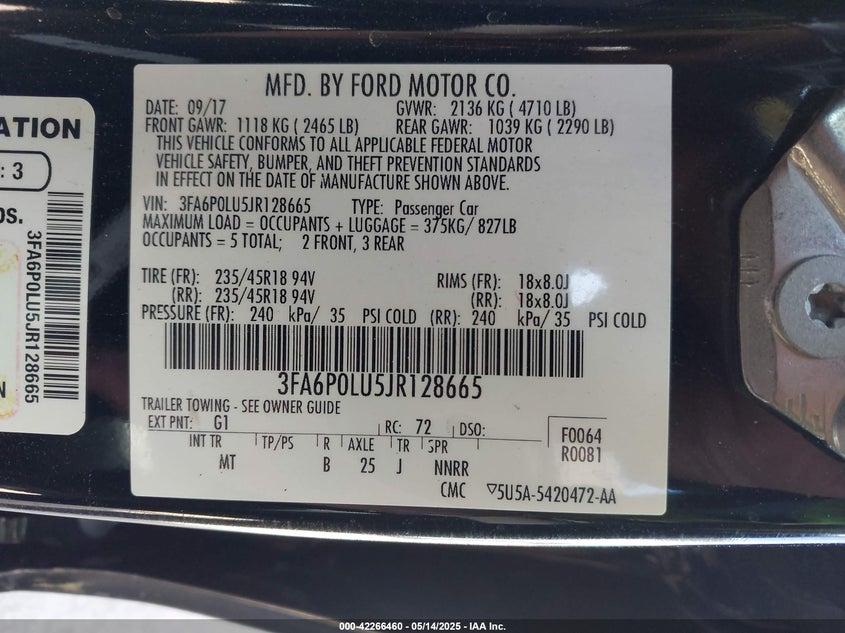 MFD. BY FORD MOTOR CO.
DATE: 09/17 GVWR: 2136 KG ( 4710 LB)
FRONT GAWR: 1118 KG ( 2465 LB) REAR GAWR: 1039 KG ( 2290 LB)
THIS VEHICLE CONFORMS TO ALL APPLICABLE FEDERAL MOTOR
VEHICLE SAFETY, BUMPER, AND THEFT PREVENTION STANDARDS
IN EFFECT ON THE DATE OF MANUFACTURE SHOWN ABOVE.
VIN: 3FA6P0LU5JR128665 TYPE: Passenger Car
MAXIMUM LOAD = OCCUPANTS + LUGGAGE = 375KG/ 827LB
OCCUPANTS = 5 TOTAL; 2 FRONT, 3 REAR
TIRE (FR): 235/45R18 94V RIMS (FR): 18x8.0J
(RR): 235/45R18 94V (RR): 18x8.0J
PRESSURE (FR): 240 kPa/ 35 PSI COLD (RR): 240 kPa/ 35 PSI COLD
3FA6P0LU5JR128665
TRAILER TOWING - SEE OWNER GUIDE
EXT PNT: G1 RC: 72 DSO:
F0064
R0081
INT TR TP/PS R AXLE TR SPR
MT B 25 J NNRR
CMC ▽5U5A-5420472-AA
ATION
: 3
DS.
3FA6P0LU5JR128665
N
000-42266460 - 05/14/2025 - IAA Inc.